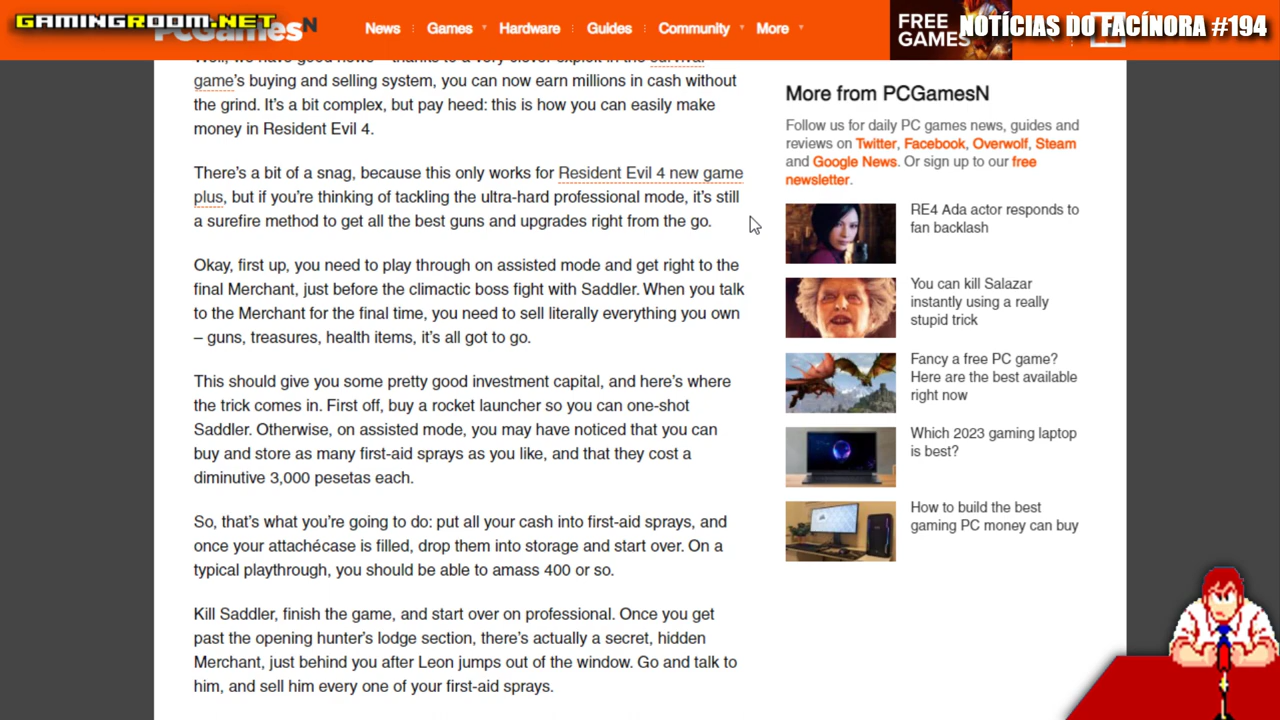 GAMINGROOM.NET
PCGamesN
News
Games
Hardware
Guides
Community
More
FREE
GAMES
NOTÍCIAS DO FACÍNORA #194
Well, we have good news – thanks to a very clever exploit in the survival
game's buying and selling system, you can now earn millions in cash without
the grind. It's a bit complex, but pay heed: this is how you can easily make
money in Resident Evil 4.
There's a bit of a snag, because this only works for Resident Evil 4 new game
plus, but if you're thinking of tackling the ultra-hard professional mode, it's still
a surefire method to get all the best guns and upgrades right from the go.
Okay, first up, you need to play through on assisted mode and get right to the
final Merchant, just before the climactic boss fight with Saddler. When you talk
to the Merchant for the final time, you need to sell literally everything you own
– guns, treasures, health items, it's all got to go.
This should give you some pretty good investment capital, and here's where
the trick comes in. First off, buy a rocket launcher so you can one-shot
Saddler. Otherwise, on assisted mode, you may have noticed that you can
buy and store as many first-aid sprays as you like, and that they cost a
diminutive 3,000 pesetas each.
So, that's what you're going to do: put all your cash into first-aid sprays, and
once your attachécase is filled, drop them into storage and start over. On a
typical playthrough, you should be able to amass 400 or so.
Kill Saddler, finish the game, and start over on professional. Once you get
past the opening hunter's lodge section, there's actually a secret, hidden
Merchant, just behind you after Leon jumps out of the window. Go and talk to
him, and sell him every one of your first-aid sprays.
More from PCGamesN
Follow us for daily PC games news, guides and
reviews on Twitter, Facebook, Overwolf, Steam
and Google News. Or sign up to our free
newsletter.
RE4 Ada actor responds to
fan backlash
You can kill Salazar
instantly using a really
stupid trick
Fancy a free PC game?
Here are the best available
right now
Which 2023 gaming laptop
is best?
How to build the best
gaming PC money can buy